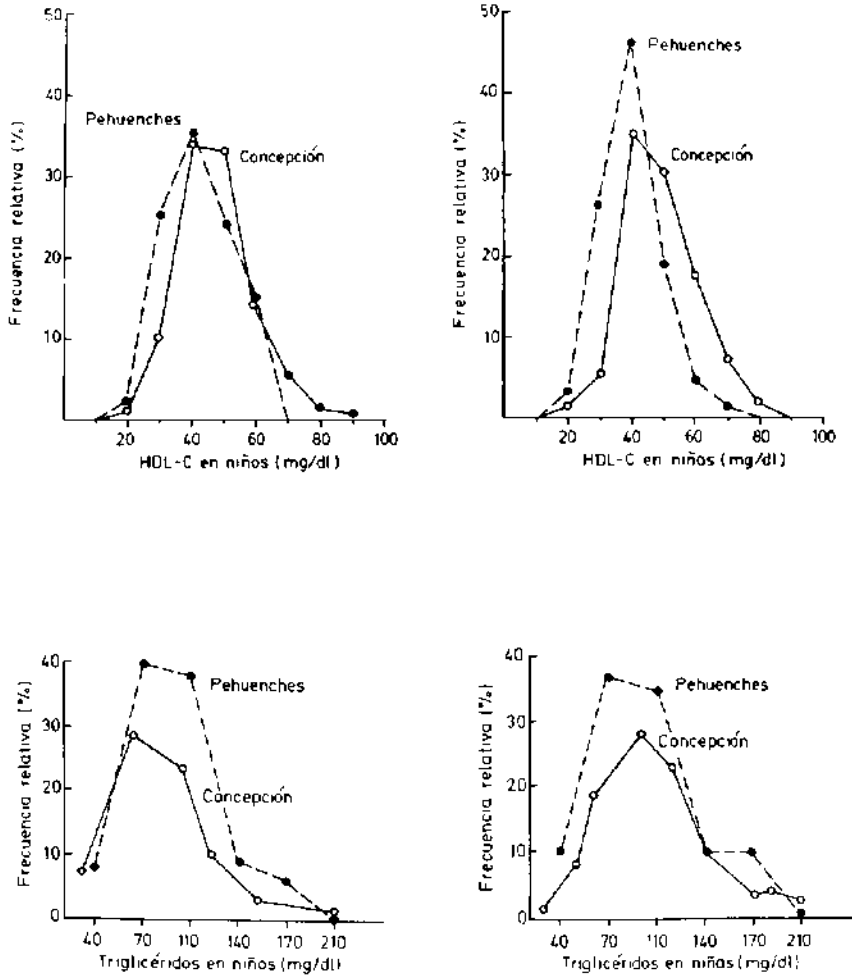 50
40
30
20
10
Frecuencia relativa (%)
Pehuenches
Concepción
20 40 60 80 100
HDL-C en niños (mg/dl)
50
40
30
20
10
Frecuencia relativa (%)
Pehuenches
Concepción
20 40 60 80 100
HDL-C en niños (mg/dl)
40
30
20
10
0
Frecuencia relativa (%)
Pehuenches
Concepción
40 70 110 140 170 210
Triglicéridos en niños (mg/dl)
40
30
20
10
0
Frecuencia relativa (%)
Pehuenches
Concepción
40 70 110 140 170 210
Triglicéridos en niñas (mg/dl)